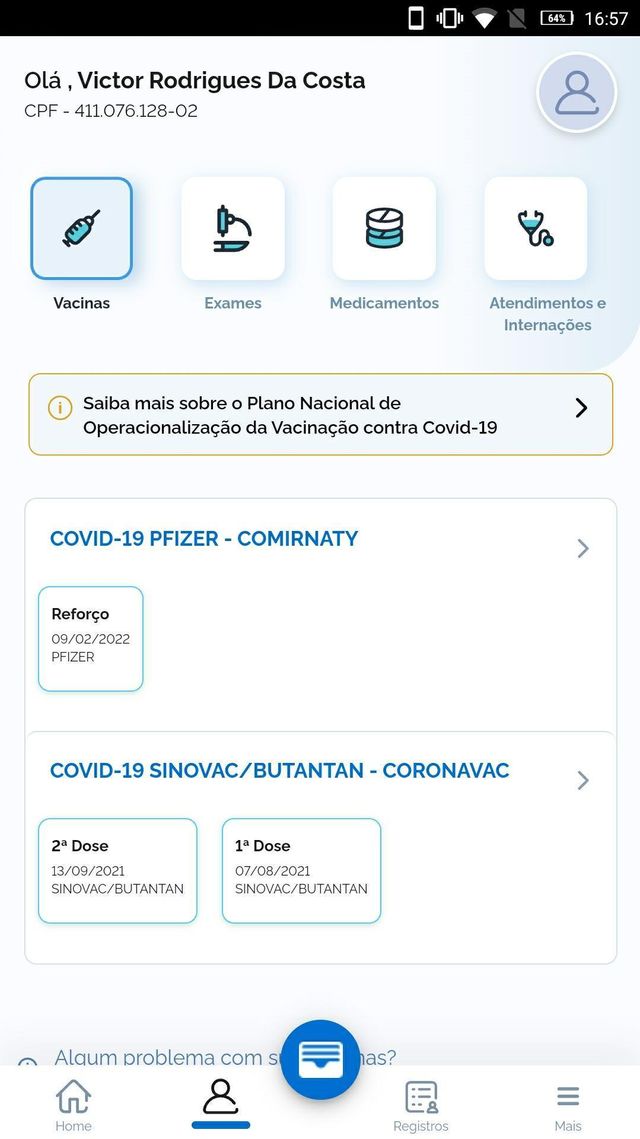 64%
16:57
Olá , Victor Rodrigues Da Costa
CPF - 411.076.128-02
Vacinas
Exames
Medicamentos
Atendimentos e
Internações
Saiba mais sobre o Plano Nacional de
Operacionalização da Vacinação contra Covid-19
COVID-19 PFIZER - COMIRNATY
Reforço
09/02/2022
PFIZER
COVID-19 SINOVAC/BUTANTAN - CORONAVAC
2ª Dose
13/09/2021
SINOVAC/BUTANTAN
1ª Dose
07/08/2021
SINOVAC/BUTANTAN
Algum problema com
Home
Registros
Mais